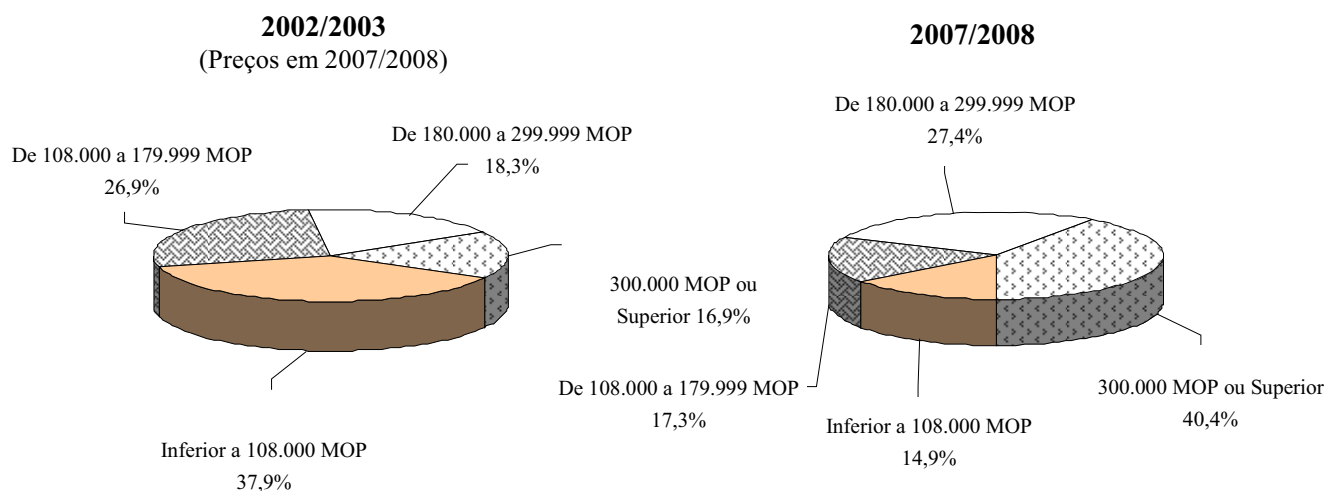 2002/2003
(Preços em 2007/2008)
De 180.000 a 299.999 MOP
18,3%
De 108.000 a 179.999 MOP
26,9%
300.000 MOP ou
Superior 16,9%
Inferior a 108.000 MOP
37,9%
2007/2008
De 180.000 a 299.999 MOP
27,4%
De 108.000 a 179.999 MOP
17,3%
Inferior a 108.000 MOP
14,9%
300.000 MOP ou Superior
40,4%